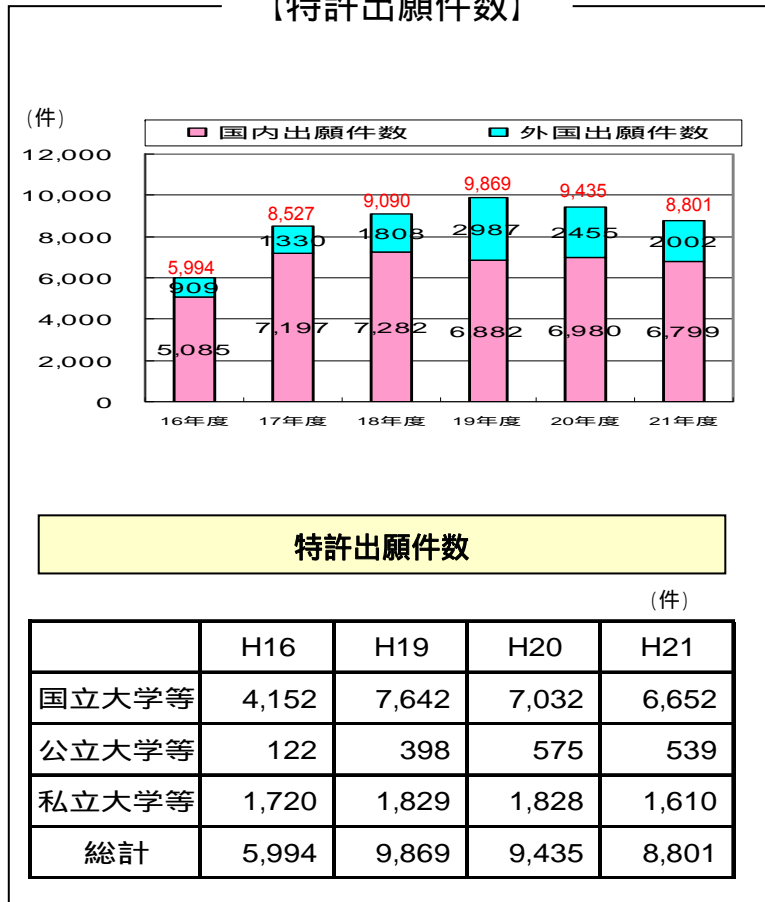 【特許出願件数】
(件)
国内出願件数 外国出願件数
12,000
10,000
8,000
6,000
4,000
2,000
0
5,994 8,527 9,090 9,869 9,435 8,801
909 1330 1808 2987 2455 2002
5,085 7,197 7,282 6,882 6,980 6,799
16年度 17年度 18年度 19年度 20年度 21年度
特許出願件数
(件)
H16 H19 H20 H21
国立大学等 4,152 7,642 7,032 6,652
公立大学等 122 398 575 539
私立大学等 1,720 1,829 1,828 1,610
総計 5,994 9,869 9,435 8,801